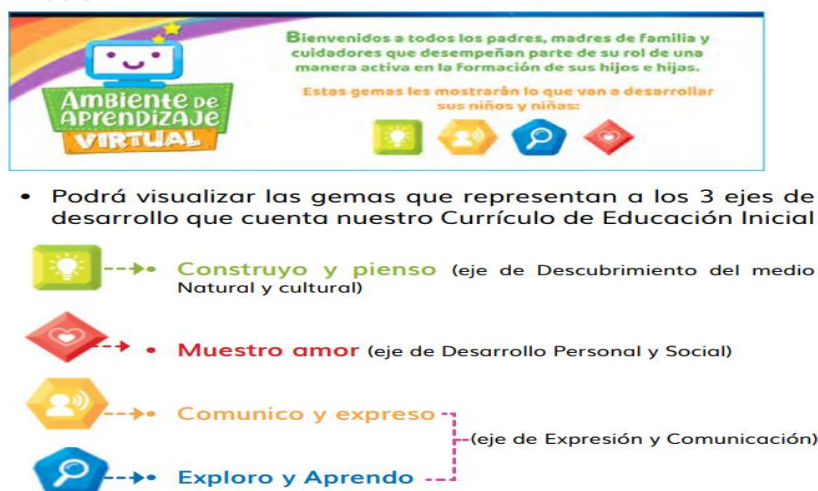 Bienvenidos a todos los padres, madres de familia y
cuidadores que desempeñan parte de su rol de una
manera activa en la Formación de sus hijos e hijas.
Estas gemas les mostrarán lo que van a desarrollar
sus niños y niñas:
AMBiENTE DE
APRENDIZAJE
VIRTUAL
• Podrá visualizar las gemas que representan a los 3 ejes de
desarrollo que cuenta nuestro Currículo de Educación Inicial
• Construyo y pienso (eje de Descubrimiento del medio
Natural y cultural)
• Muestro amor (eje de Desarrollo Personal y Social)
• Comunico y expreso
(eje de Expresión y Comunicación)
• Exploro y Aprendo